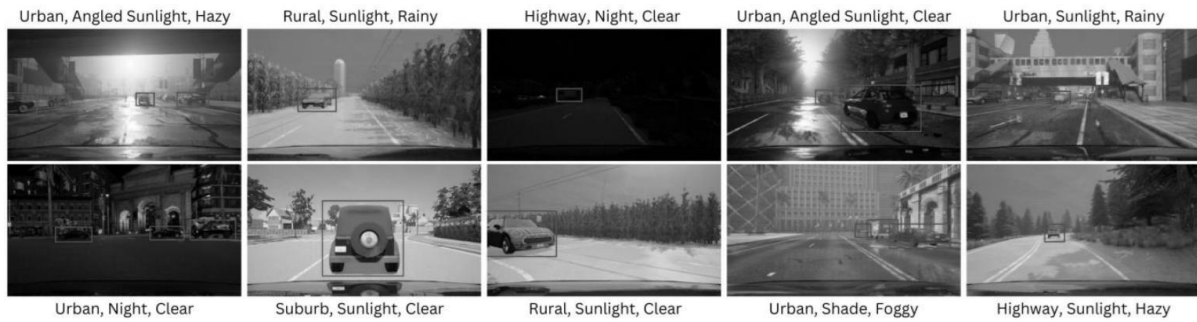 Urban, Angled Sunlight, Hazy
Rural, Sunlight, Rainy
Highway, Night, Clear
Urban, Angled Sunlight, Clear
Urban, Sunlight, Rainy
Urban, Night, Clear
Suburb, Sunlight, Clear
Rural, Sunlight, Clear
Urban, Shade, Foggy
Highway, Sunlight, Hazy